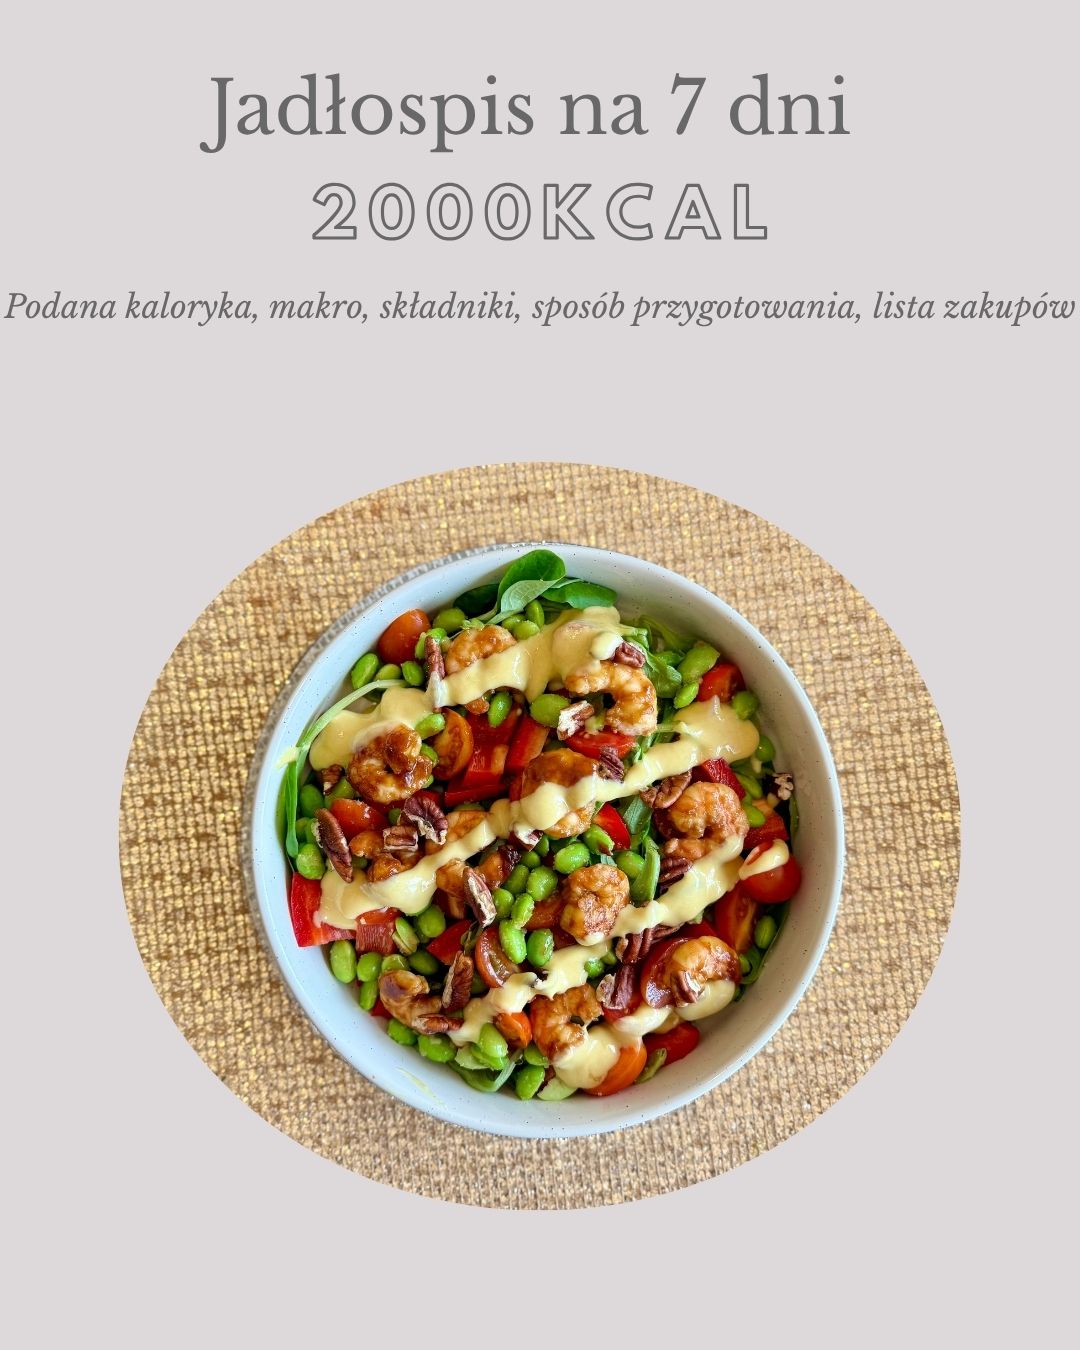 Jadłospis na 7 dni
2000KCAL
Podana kaloryka, makro, składniki, sposób przygotowania, lista zakupów